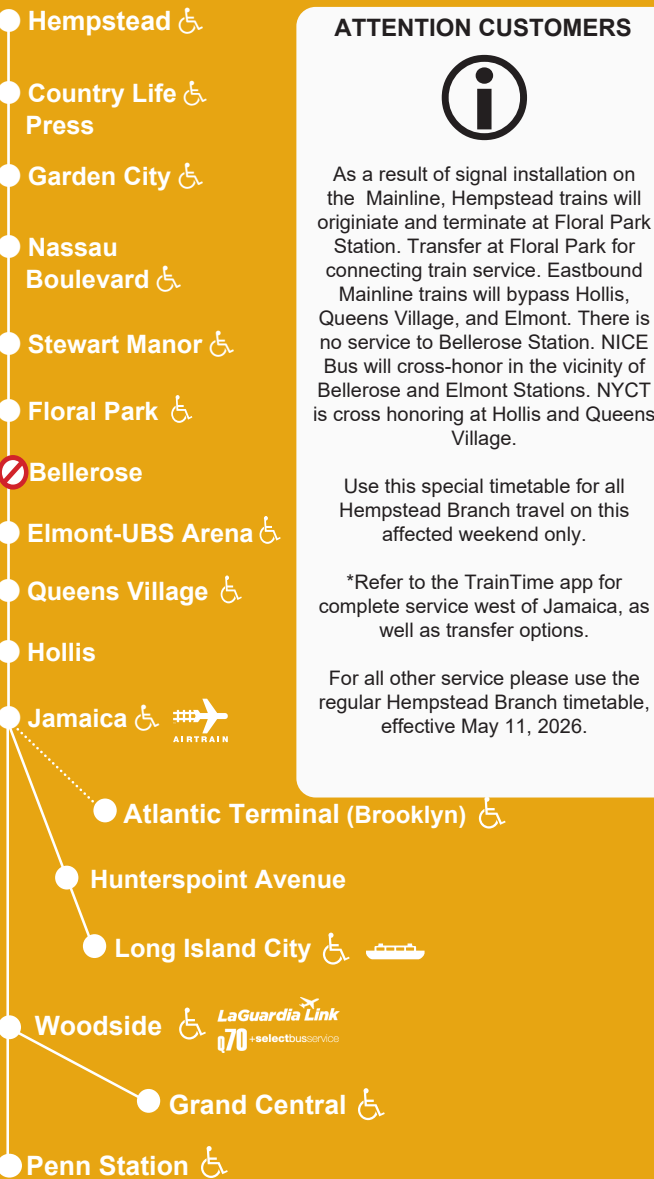 Hempstead
Country Life
Press
Garden City
Nassau
Boulevard
Stewart Manor
Floral Park
Bellerose
Elmont-UBS Arena
Queens Village
Hollis
Jamaica
AIRTRAIN
Atlantic Terminal (Brooklyn)
Hunterspoint Avenue
Long Island City
Woodside
LaGuardia Link
Q70 +selectbusservice
Grand Central
Penn Station
ATTENTION CUSTOMERS
As a result of signal installation on
the Mainline, Hempstead trains will
originiate and terminate at Floral Park
Station. Transfer at Floral Park for
connecting train service. Eastbound
Mainline trains will bypass Hollis,
Queens Village, and Elmont. There is
no service to Bellerose Station. NICE
Bus will cross-honor in the vicinity of
Bellerose and Elmont Stations. NYCT
is cross honoring at Hollis and Queens
Village.
Use this special timetable for all
Hempstead Branch travel on this
affected weekend only.
*Refer to the TrainTime app for
complete service west of Jamaica, as
well as transfer options.
For all other service please use the
regular Hempstead Branch timetable,
effective May 11, 2026.